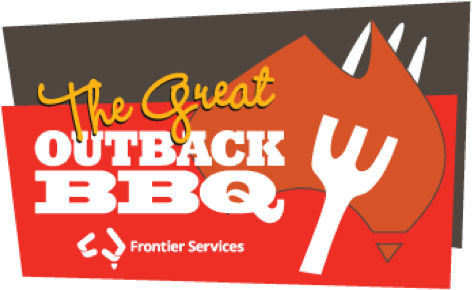 The Great
OUTBACK
BBQ
Frontier Services